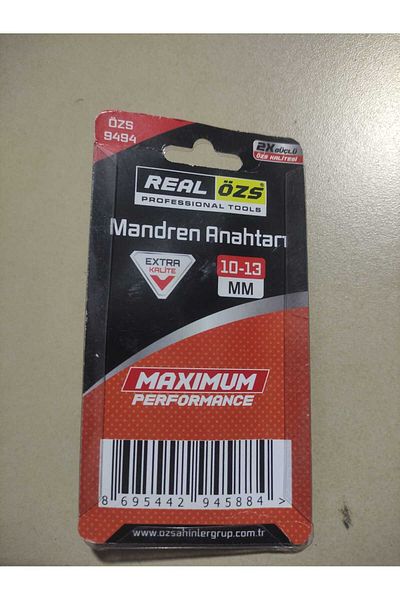 ÖZS
9494
2X GÜÇLÜ
ÖZS KALİTESİ
REAL ÖZS®
PROFESSIONAL TOOLS
Mandren Anahtarı
EXTRA
KALİTE
10-13
MM
MAXIMUM
PERFORMANCE
8 695442 945884 >
www.ozsahinlergrup.com.tr